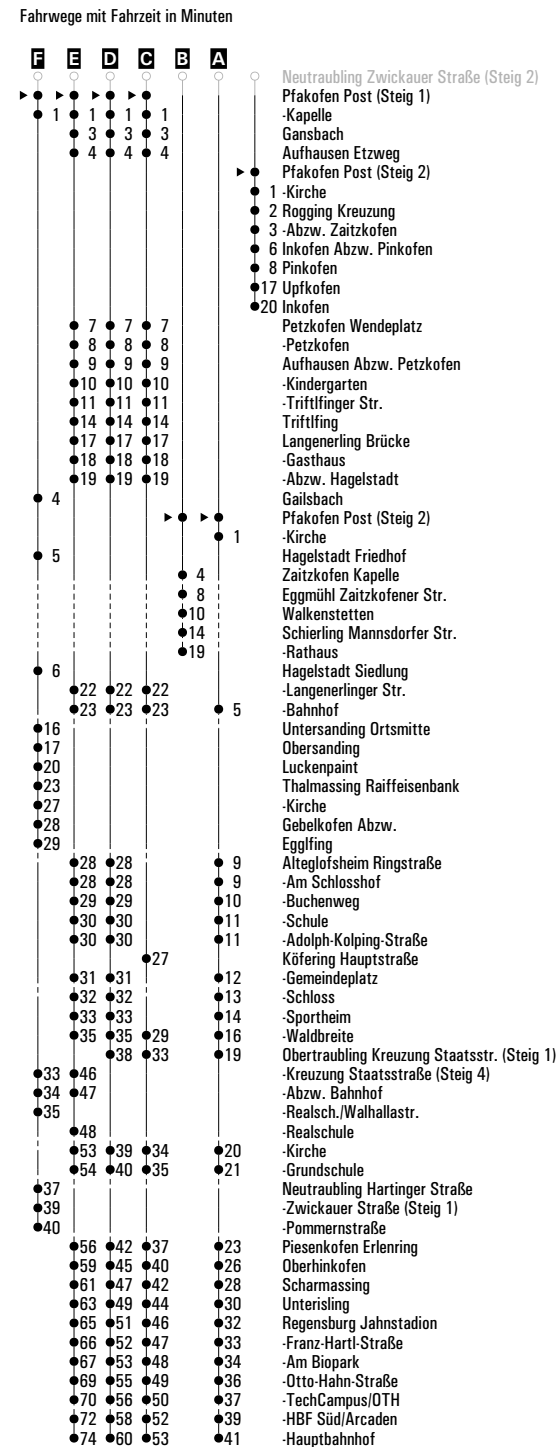 Fahrwege mit Fahrzeit in Minuten
F E D C B A
Neutraubling Zwickauer Straße (Steig 2)
Pfakofen Post (Steig 1)
1 1 1 1 -Kapelle
3 3 3 Gansbach
4 4 4 Aufhausen Etzweg
Pfakofen Post (Steig 2)
1 -Kirche
2 Rogging Kreuzung
3 -Abzw. Zaitzkofen
6 Inkofen Abzw. Pinkofen
8 Pinkofen
17 Upfkofen
20 Inkofen
7 7 7 Petzkofen Wendeplatz
8 8 8 -Petzkofen
9 9 9 Aufhausen Abzw. Petzkofen
10 10 10 -Kindergarten
11 11 11 -Triftlfinger Str.
14 14 14 Triftlfing
17 17 17 Langenerling Brücke
18 18 18 -Gasthaus
19 19 19 -Abzw. Hagelstadt
4 Gailsbach
Pfakofen Post (Steig 2)
1 -Kirche
5 Hagelstadt Friedhof
4 Zaitzkofen Kapelle
8 Eggmühl Zaitzkofener Str.
10 Walkenstetten
14 Schierling Mannsdorfer Str.
19 -Rathaus
6 Hagelstadt Siedlung
22 22 22 -Langenerlinger Str.
23 23 23 5 -Bahnhof
16 Untersanding Ortsmitte
17 Obersanding
20 Luckenpaint
23 Thalmassing Raiffeisenbank
27 -Kirche
28 Gebelkofen Abzw.
29 Egglfing
28 28 9 Alteglofsheim Ringstraße
28 28 9 -Am Schlosshof
29 29 10 -Buchenweg
30 30 11 -Schule
30 30 11 -Adolph-Kolping-Straße
27 Köfering Hauptstraße
31 31 12 -Gemeindeplatz
32 32 13 -Schloss
33 33 14 -Sportheim
35 35 29 16 -Waldbreite
38 33 19 Obertraubling Kreuzung Staatsstr. (Steig 1)
33 46 -Kreuzung Staatsstraße (Steig 4)
34 47 -Abzw. Bahnhof
35 -Realsch./Walhallastr.
48 -Realschule
53 39 34 20 -Kirche
54 40 35 21 -Grundschule
37 Neutraubling Hartinger Straße
39 -Zwickauer Straße (Steig 1)
40 -Pommernstraße
56 42 37 23 Piesenkofen Erlenring
59 45 40 26 Oberhinkofen
61 47 42 28 Scharmassing
63 49 44 30 Unterisling
65 51 46 32 Regensburg Jahnstadion
66 52 47 33 -Franz-Hartl-Straße
67 53 48 34 -Am Biopark
69 55 49 36 -Otto-Hahn-Straße
70 56 50 37 -TechCampus/OTH
72 58 52 39 -HBF Süd/Arcaden
74 60 53 41 -Hauptbahnhof